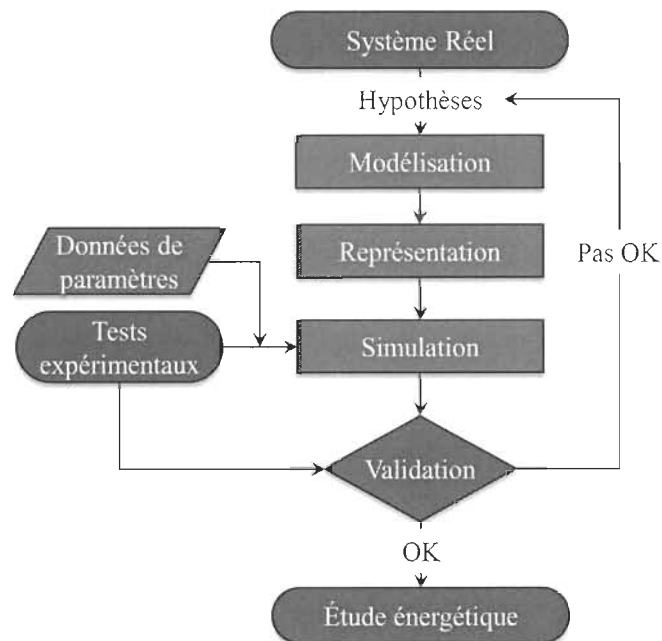 Système Réel
Hypothèses
Modélisation
Données de
paramètres
Représentation
Pas OK
Tests
expérimentaux
Simulation
Validation
OK
Étude énergétique